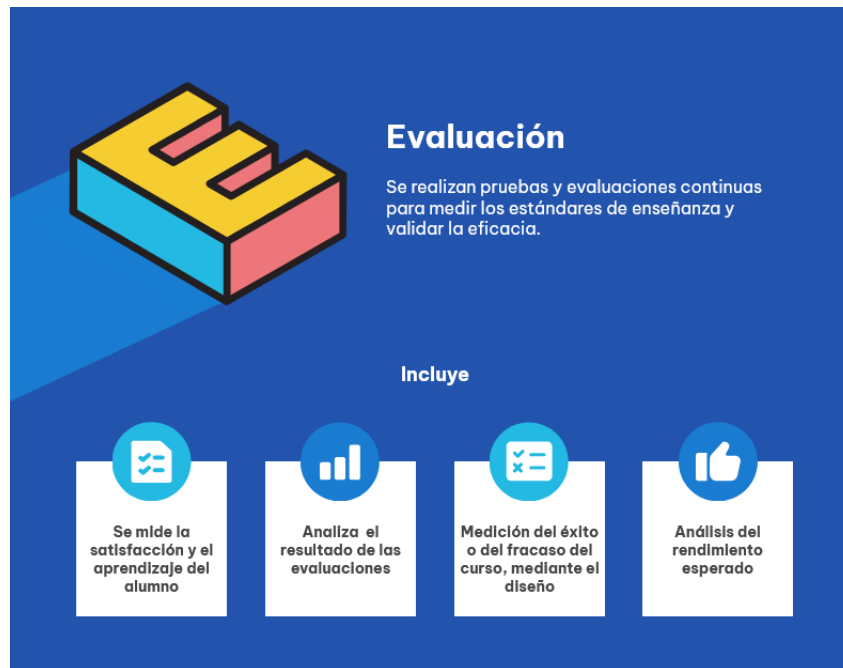 Evaluación
Se realizan pruebas y evaluaciones continuas
para medir los estándares de enseñanza y
validar la eficacia.
Incluye
Se mide la
satisfacción y el
aprendizaje del
alumno
Analiza el
resultado de las
evaluaciones
Medición del éxito
o del fracaso del
curso, mediante el
diseño
Análisis del
rendimiento
esperado